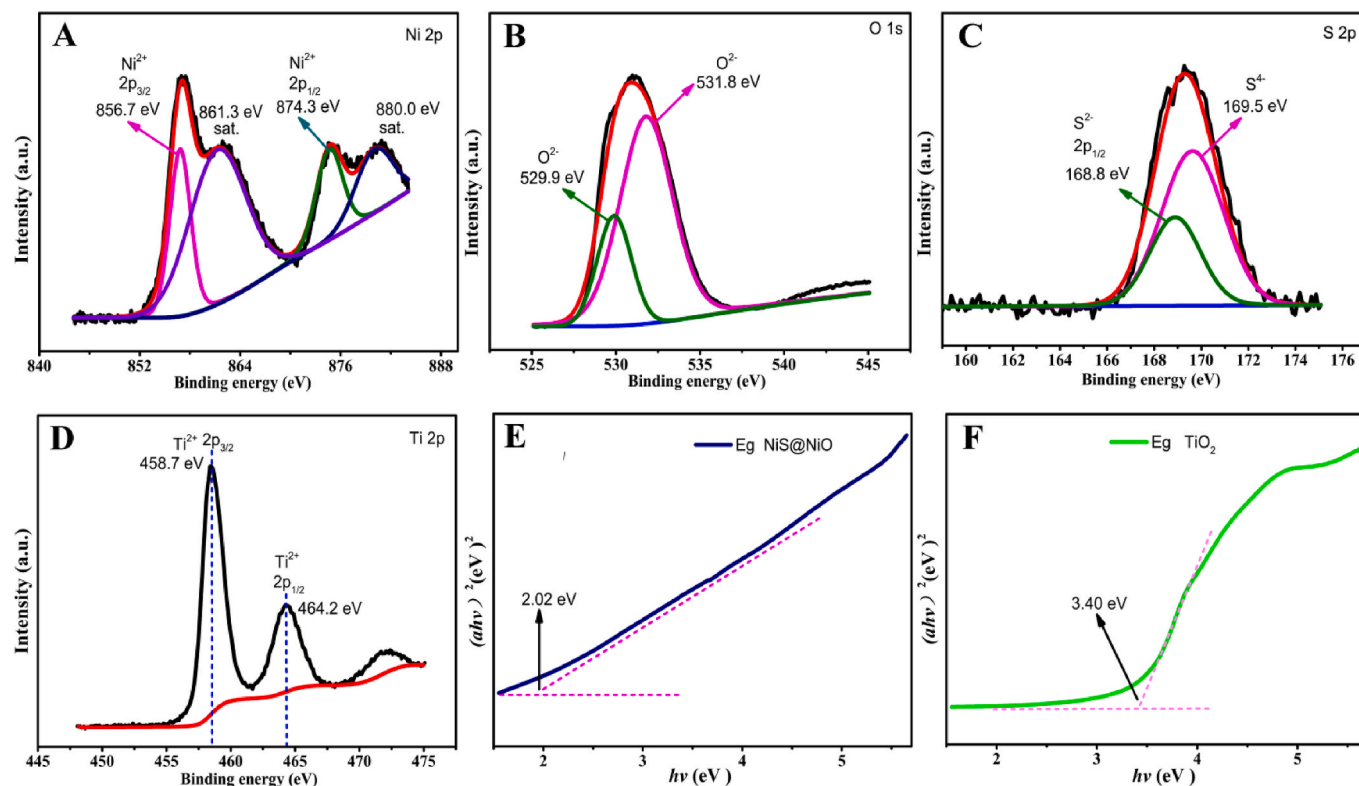 A
Ni 2p
Ni²⁺
2p₃/₂
856.7 eV
861.3 eV
sat.
Ni²⁺
2p₁/₂
874.3 eV
880.0 eV
sat.
Intensity (a.u.)
840 852 864 876 888
Binding energy (eV)
B
O 1s
O²⁻
531.8 eV
O²⁻
529.9 eV
Intensity (a.u.)
525 530 535 540 545
Binding energy (eV)
C
S 2p
S⁴⁻
169.5 eV
S²⁻
2p₁/₂
168.8 eV
Intensity (a.u.)
160 162 164 166 168 170 172 174 176
Binding energy (eV)
D
Ti 2p
Ti²⁺ 2p₃/₂
458.7 eV
Ti²⁺
2p₁/₂
464.2 eV
Intensity (a.u.)
445 450 455 460 465 470 475
Binding energy (eV)
E
Eg NiS@NiO
2.02 eV
(ahv)²(eV)²
2 3 4 5
hv (eV)
F
Eg TiO₂
3.40 eV
(ahv)²(eV)²
2 3 4 5
hv (eV)